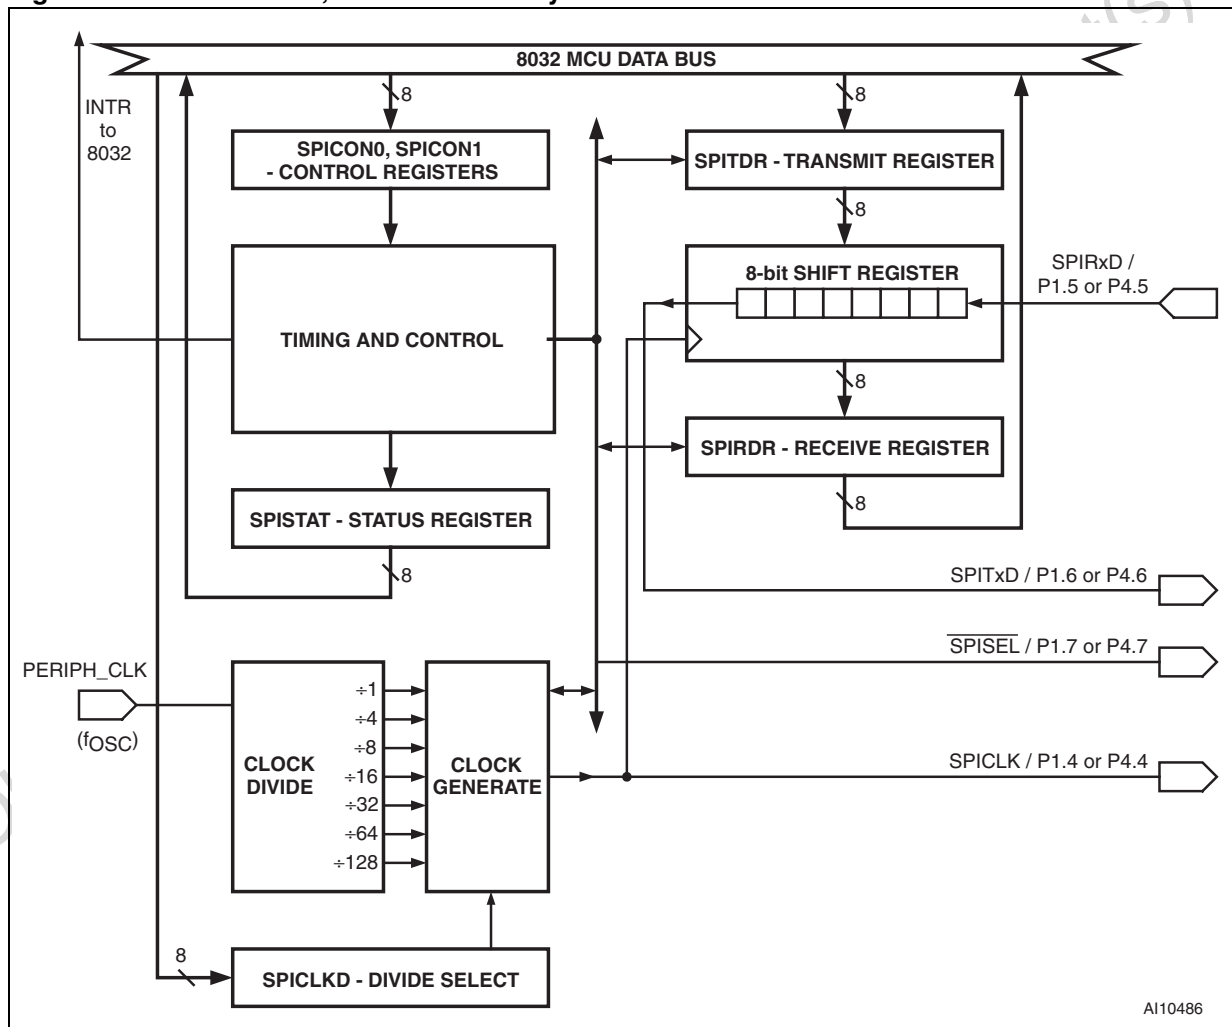 8032 MCU DATA BUS
INTR
to
8032
8
8
SPICON0, SPICON1
- CONTROL REGISTERS
SPITDR - TRANSMIT REGISTER
8
8-bit SHIFT REGISTER
SPIRxD /
P1.5 or P4.5
TIMING AND CONTROL
8
SPIRDR - RECEIVE REGISTER
8
SPISTAT - STATUS REGISTER
8
SPITxD / P1.6 or P4.6
SPISEL / P1.7 or P4.7
PERIPH_CLK
(fOSC)
CLOCK
DIVIDE
÷1
÷4
÷8
÷16
÷32
÷64
÷128
CLOCK
GENERATE
SPICLK / P1.4 or P4.4
8
SPICLKD - DIVIDE SELECT
AI10486